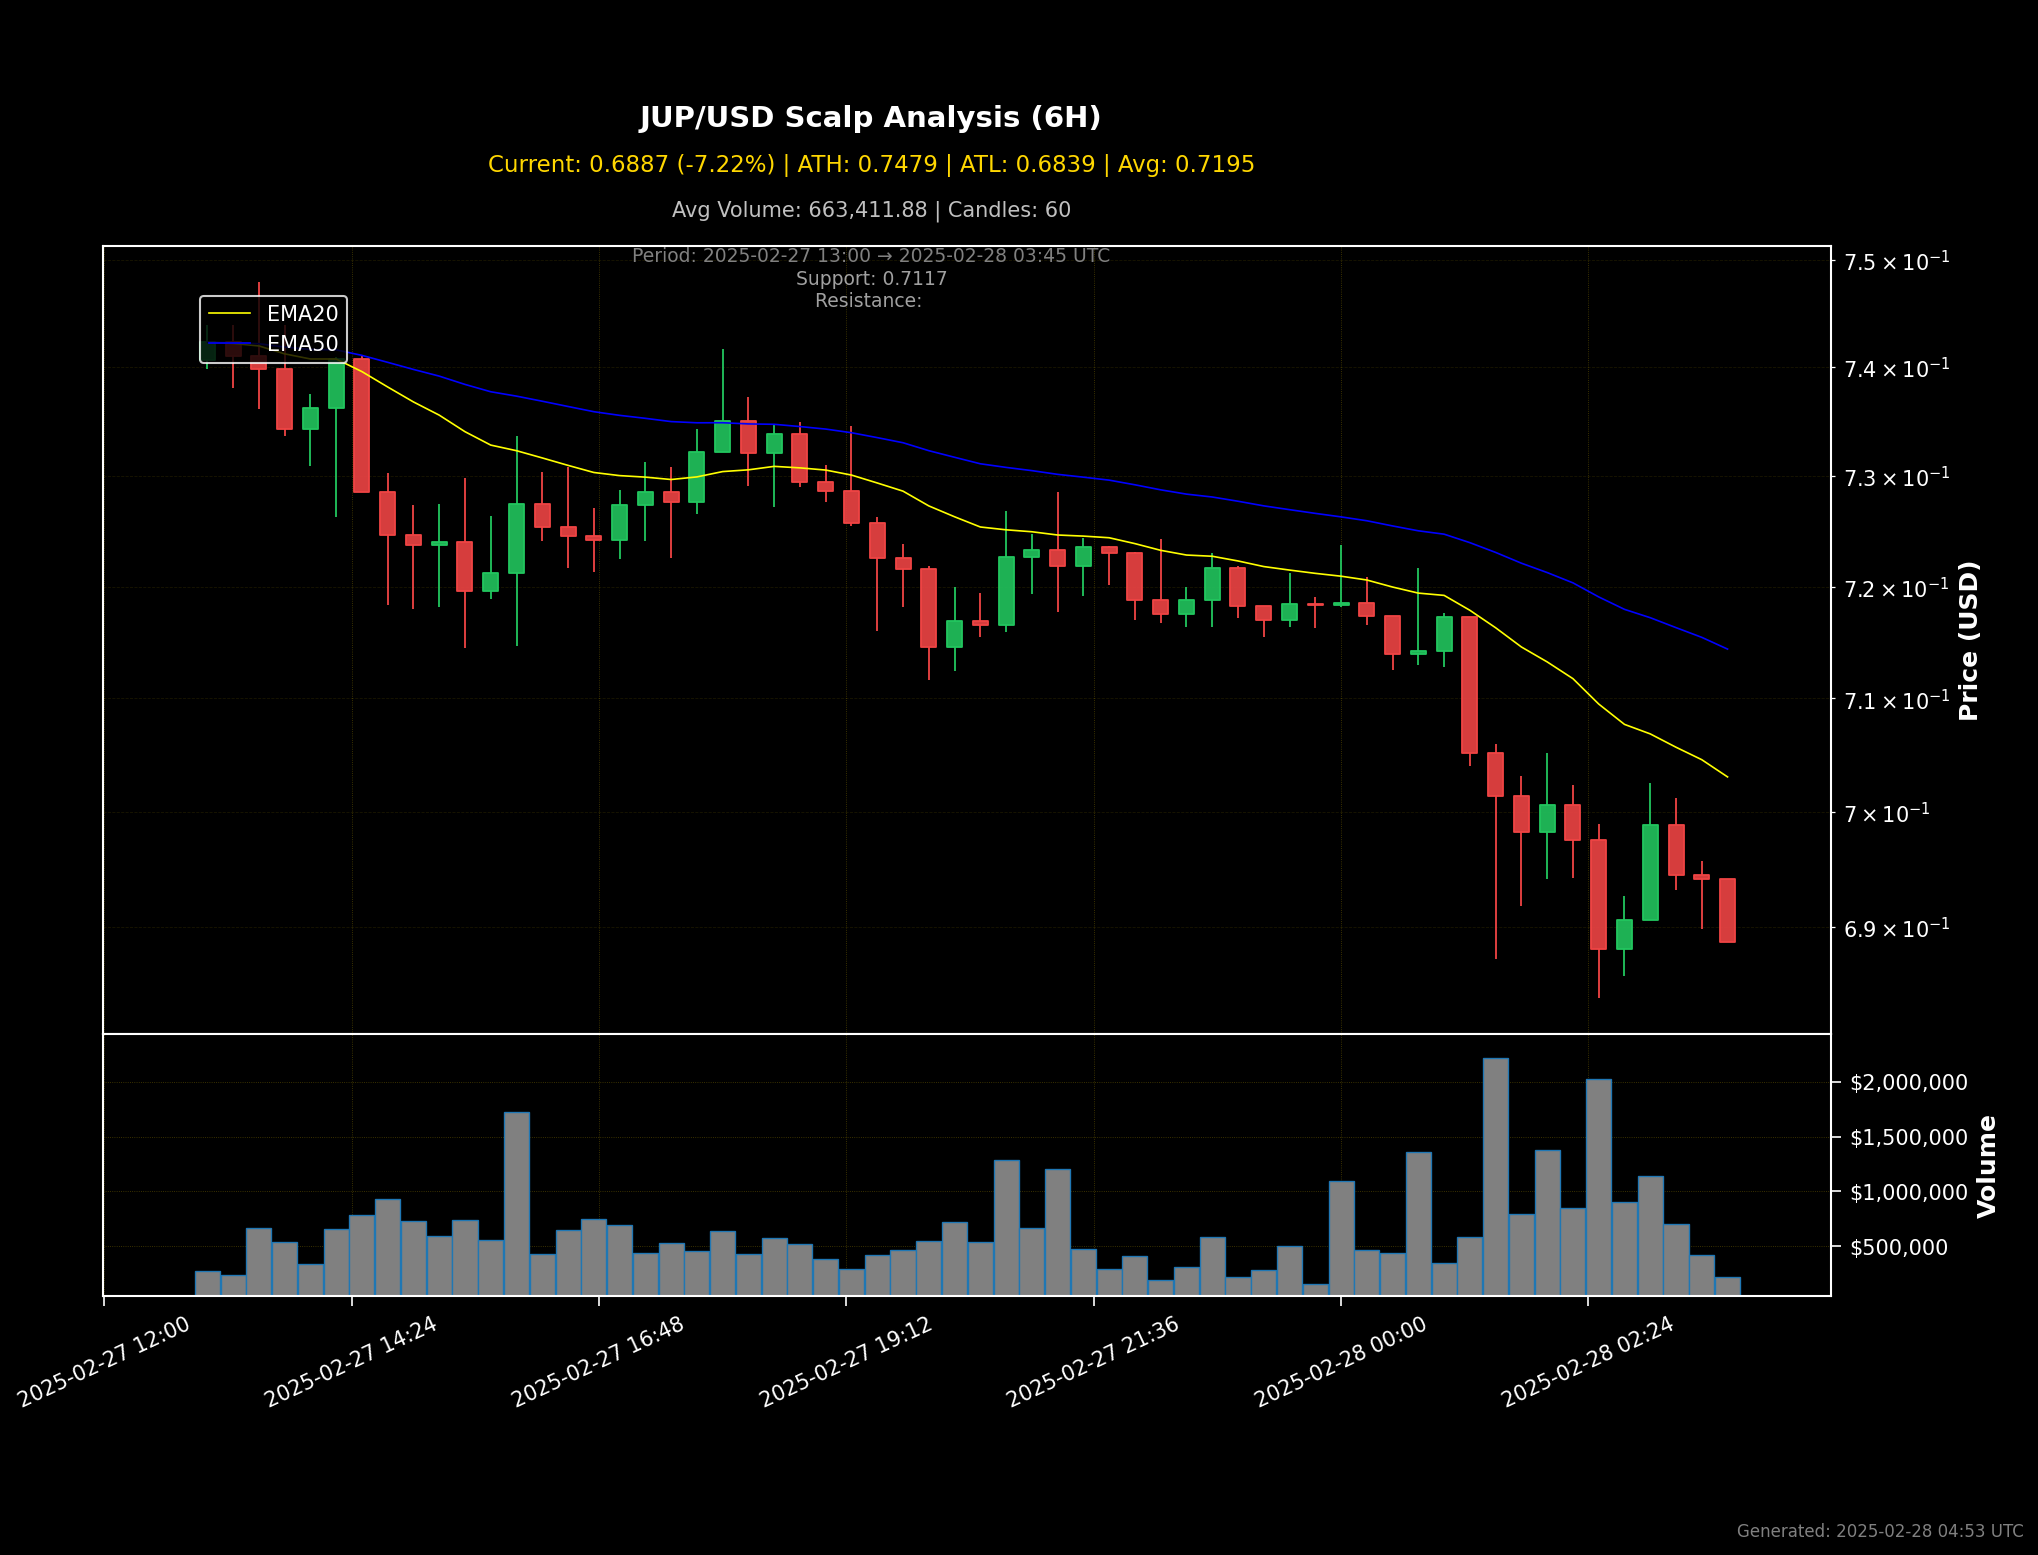 JUP/USD Scalp Analysis (6H)
Current: 0.6887 (-7.22%) | ATH: 0.7479 | ATL: 0.6839 | Avg: 0.7195
Avg Volume: 663,411.88 | Candles: 60
Period: 2025-02-27 13:00 → 2025-02-28 03:45 UTC
Support: 0.7117
Resistance:
EMA20
EMA50
7.5 × 10⁻¹
7.4 × 10⁻¹
7.3 × 10⁻¹
7.2 × 10⁻¹
7.1 × 10⁻¹
7 × 10⁻¹
6.9 × 10⁻¹
Price (USD)
$2,000,000
$1,500,000
$1,000,000
$500,000
Volume
2025-02-27 12:00
2025-02-27 14:24
2025-02-27 16:48
2025-02-27 19:12
2025-02-27 21:36
2025-02-28 00:00
2025-02-28 02:24
Generated: 2025-02-28 04:53 UTC